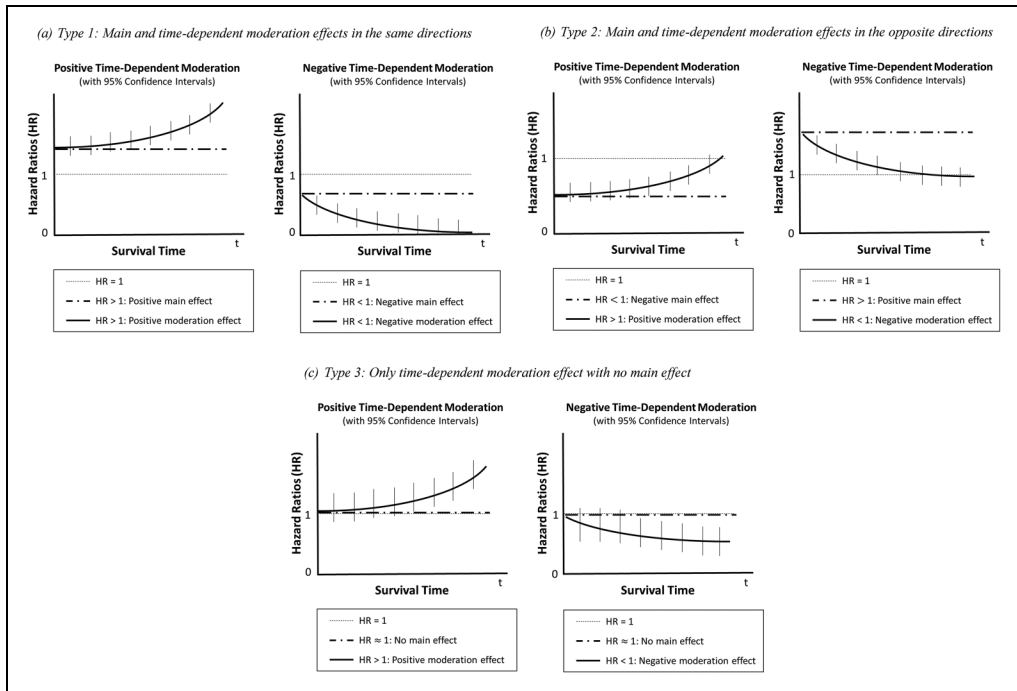 (a) Type 1: Main and time-dependent moderation effects in the same directions
Positive Time-Dependent Moderation
(with 95% Confidence Intervals)
Hazard Ratios (HR)
1
0
t
Survival Time
HR = 1
HR > 1: Positive main effect
HR > 1: Positive moderation effect
Negative Time-Dependent Moderation
(with 95% Confidence Intervals)
Hazard Ratios (HR)
1
0
t
Survival Time
HR = 1
HR < 1: Negative main effect
HR < 1: Negative moderation effect
(b) Type 2: Main and time-dependent moderation effects in the opposite directions
Positive Time-Dependent Moderation
(with 95% Confidence Intervals)
Hazard Ratios (HR)
1
0
t
Survival Time
HR = 1
HR < 1: Negative main effect
HR > 1: Positive moderation effect
Negative Time-Dependent Moderation
(with 95% Confidence Intervals)
Hazard Ratios (HR)
1
0
t
Survival Time
HR = 1
HR > 1: Positive main effect
HR < 1: Negative moderation effect
(c) Type 3: Only time-dependent moderation effect with no main effect
Positive Time-Dependent Moderation
(with 95% Confidence Intervals)
Hazard Ratios (HR)
1
0
t
Survival Time
HR = 1
HR ≈ 1: No main effect
HR > 1: Positive moderation effect
Negative Time-Dependent Moderation
(with 95% Confidence Intervals)
Hazard Ratios (HR)
1
0
t
Survival Time
HR = 1
HR ≈ 1: No main effect
HR < 1: Negative moderation effect